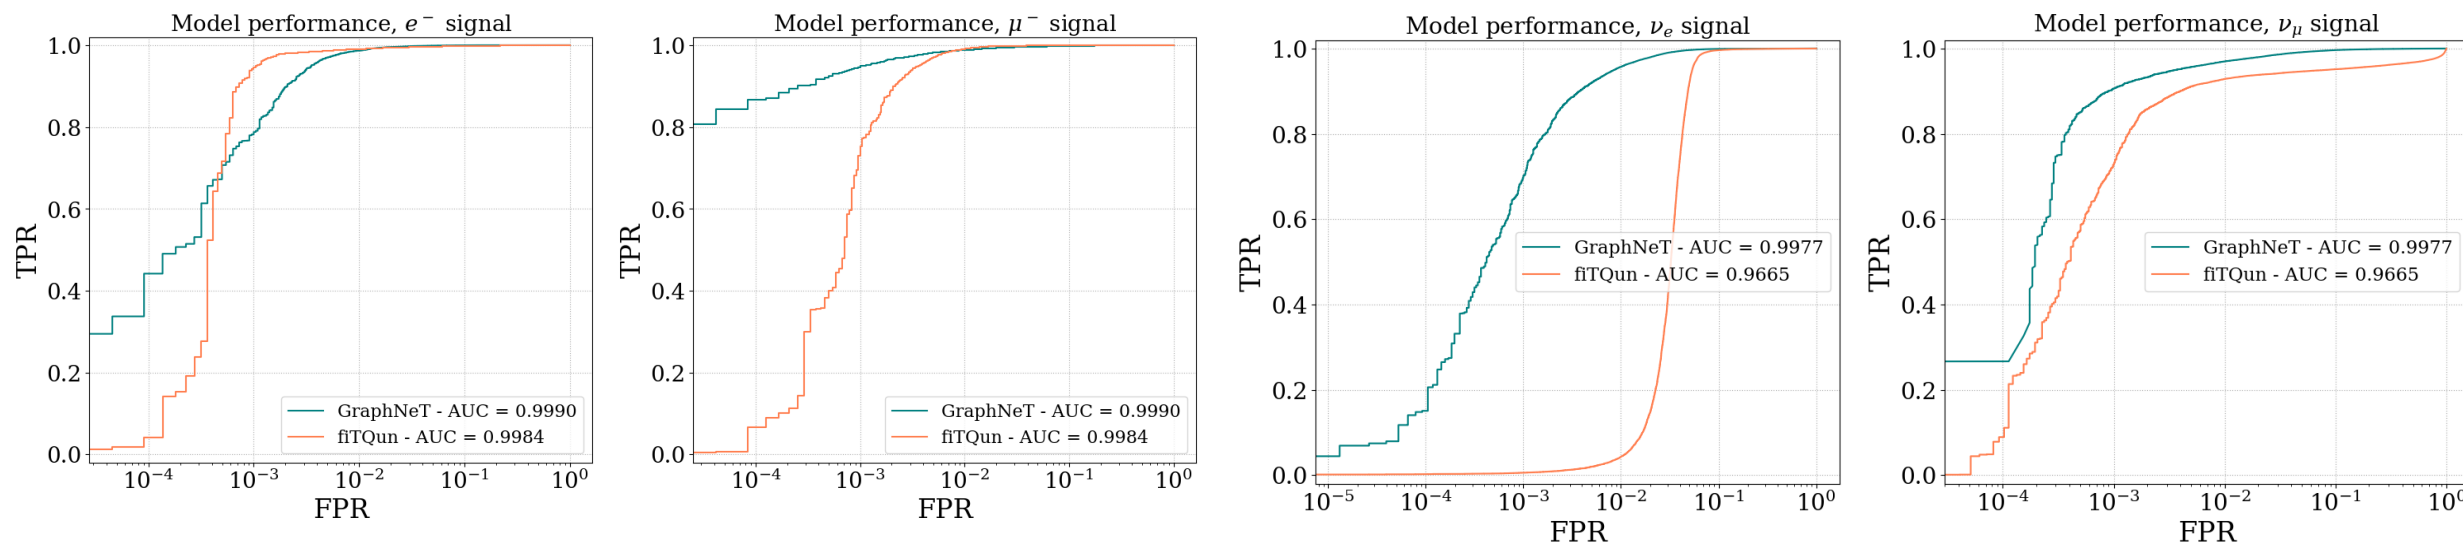 Model performance, e⁻ signal
1.0
0.8
0.6
0.4
0.2
0.0
TPR
GraphNeT - AUC = 0.9990
fiTQun - AUC = 0.9984
10⁻⁴ 10⁻³ 10⁻² 10⁻¹ 10⁰
FPR
Model performance, μ⁻ signal
1.0
0.8
0.6
0.4
0.2
0.0
TPR
GraphNeT - AUC = 0.9990
fiTQun - AUC = 0.9984
10⁻⁴ 10⁻³ 10⁻² 10⁻¹ 10⁰
FPR
Model performance, νₑ signal
1.0
0.8
0.6
0.4
0.2
0.0
TPR
GraphNeT - AUC = 0.9977
fiTQun - AUC = 0.9665
10⁻⁵ 10⁻⁴ 10⁻³ 10⁻² 10⁻¹ 10⁰
FPR
Model performance, ν_μ signal
1.0
0.8
0.6
0.4
0.2
0.0
TPR
GraphNeT - AUC = 0.9977
fiTQun - AUC = 0.9665
10⁻⁴ 10⁻³ 10⁻² 10⁻¹ 10⁰
FPR